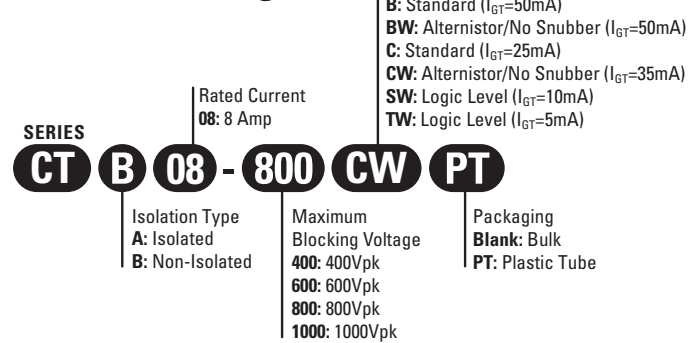 B: Standard (IGT=50mA)
BW: Alternistor/No Snubber (IGT=50mA)
C: Standard (IGT=25mA)
CW: Alternistor/No Snubber (IGT=35mA)
SW: Logic Level (IGT=10mA)
TW: Logic Level (IGT=5mA)
Rated Current
08: 8 Amp
SERIES
CT B 08 - 800 CW PT
Isolation Type
A: Isolated
B: Non-Isolated
Maximum
Blocking Voltage
400: 400Vpk
600: 600Vpk
800: 800Vpk
1000: 1000Vpk
Packaging
Blank: Bulk
PT: Plastic Tube